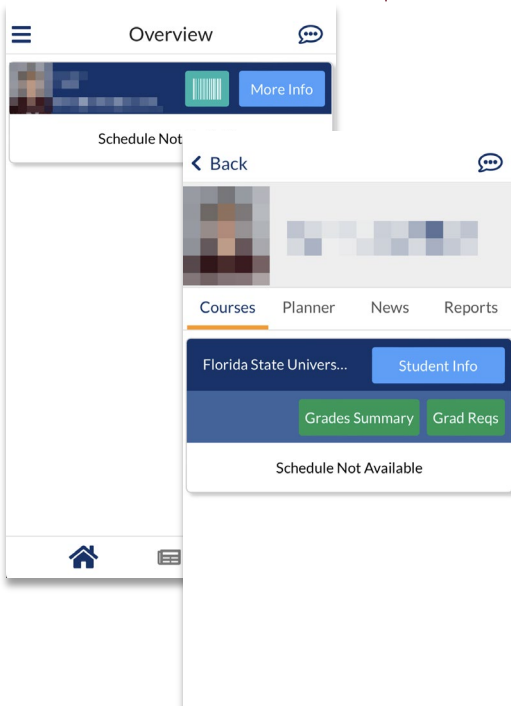 Overview
More Info
Schedule Not
Back
Courses Planner News Reports
Florida State Univers... Student Info
Grades Summary Grad Reqs
Schedule Not Available